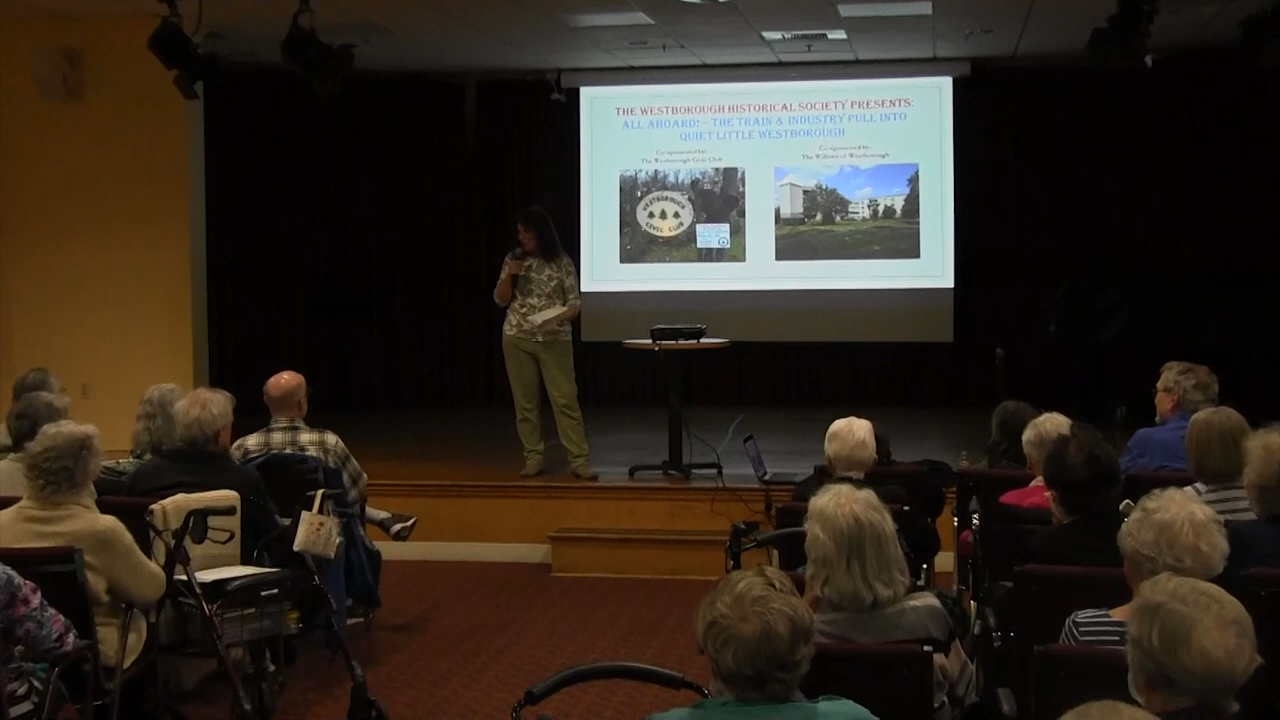 THE WESTBOROUGH HISTORICAL SOCIETY PRESENTS:
ALL ABOARD! – THE TRAIN & INDUSTRY PULL INTO
QUIET LITTLE WESTBOROUGH
Co-sponsored by:
The Westborough Civic Club
Co-sponsored by:
The Willows of Westborough
WESTBOROUGH
CIVIC CLUB